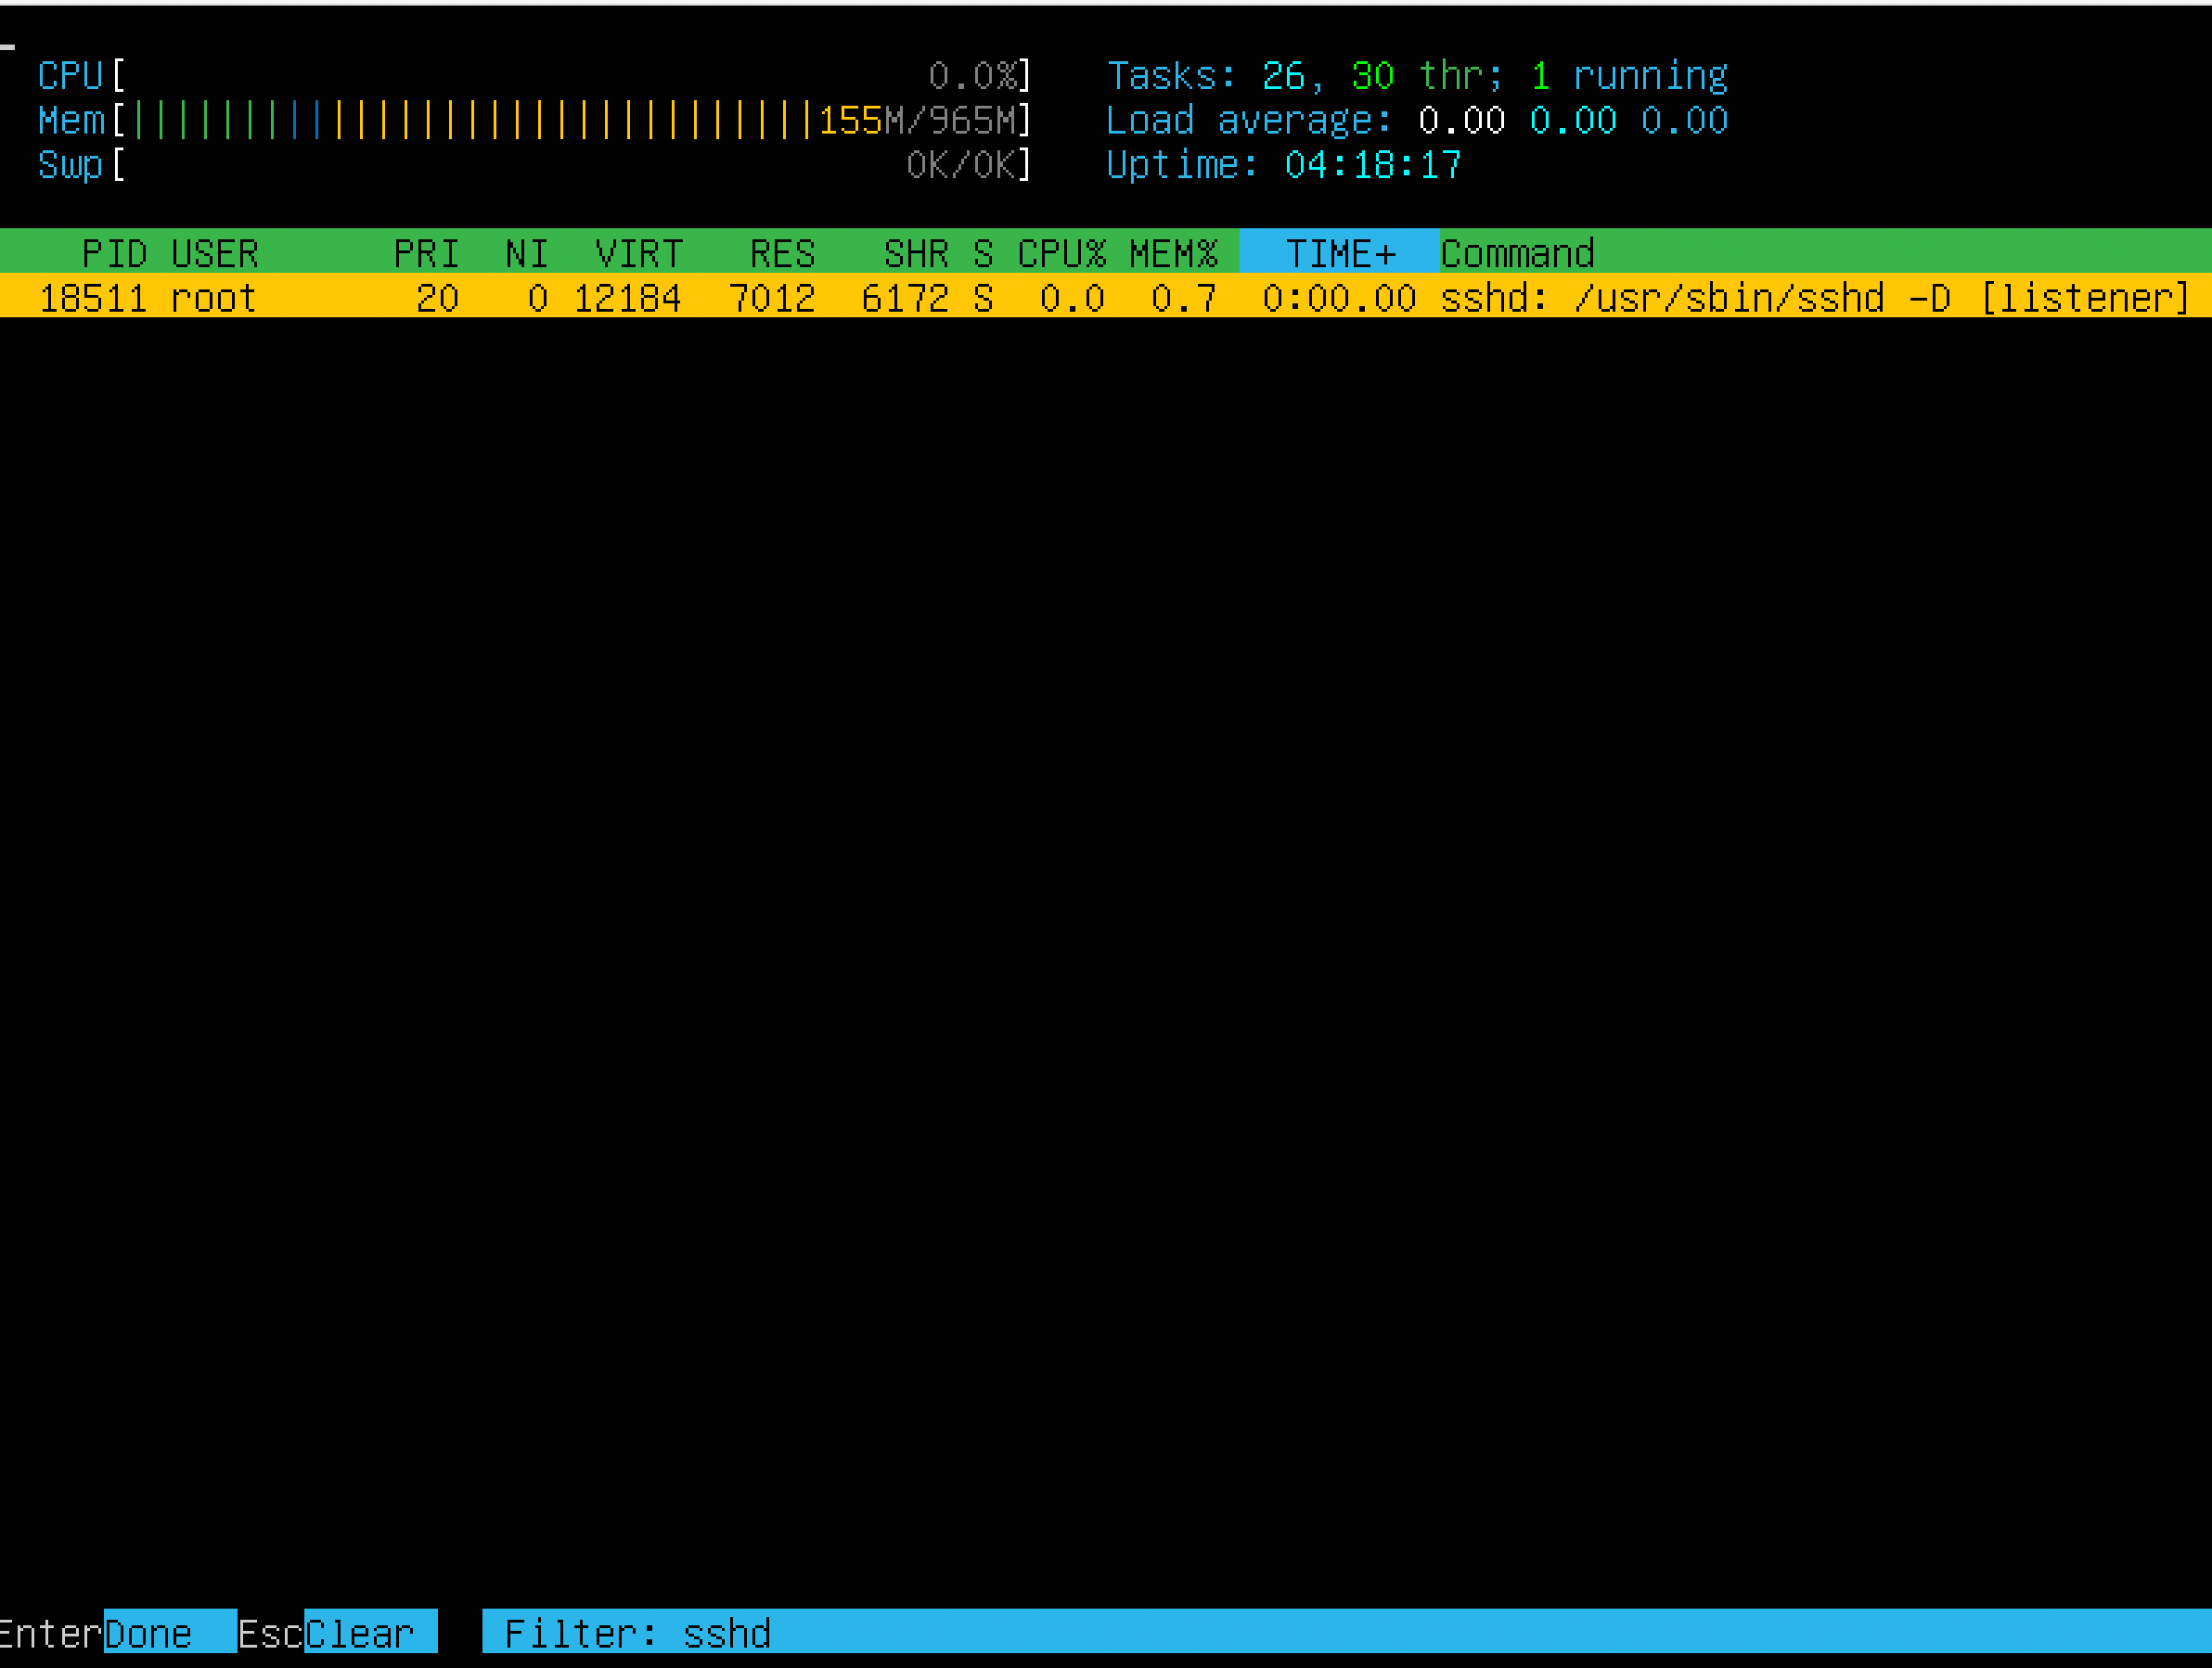 CPU[ 0.0%] Tasks: 26, 30 thr; 1 running
Mem[|||||||||||||||||||||||||||||||155M/965M] Load average: 0.00 0.00 0.00
Swp[ 0K/0K] Uptime: 04:18:17
PID USER PRI NI VIRT RES SHR S CPU% MEM% TIME+ Command
18511 root 20 0 12184 7012 6172 S 0.0 0.7 0:00.00 sshd: /usr/sbin/sshd -D [listener]
EnterDone EscClear Filter: sshd